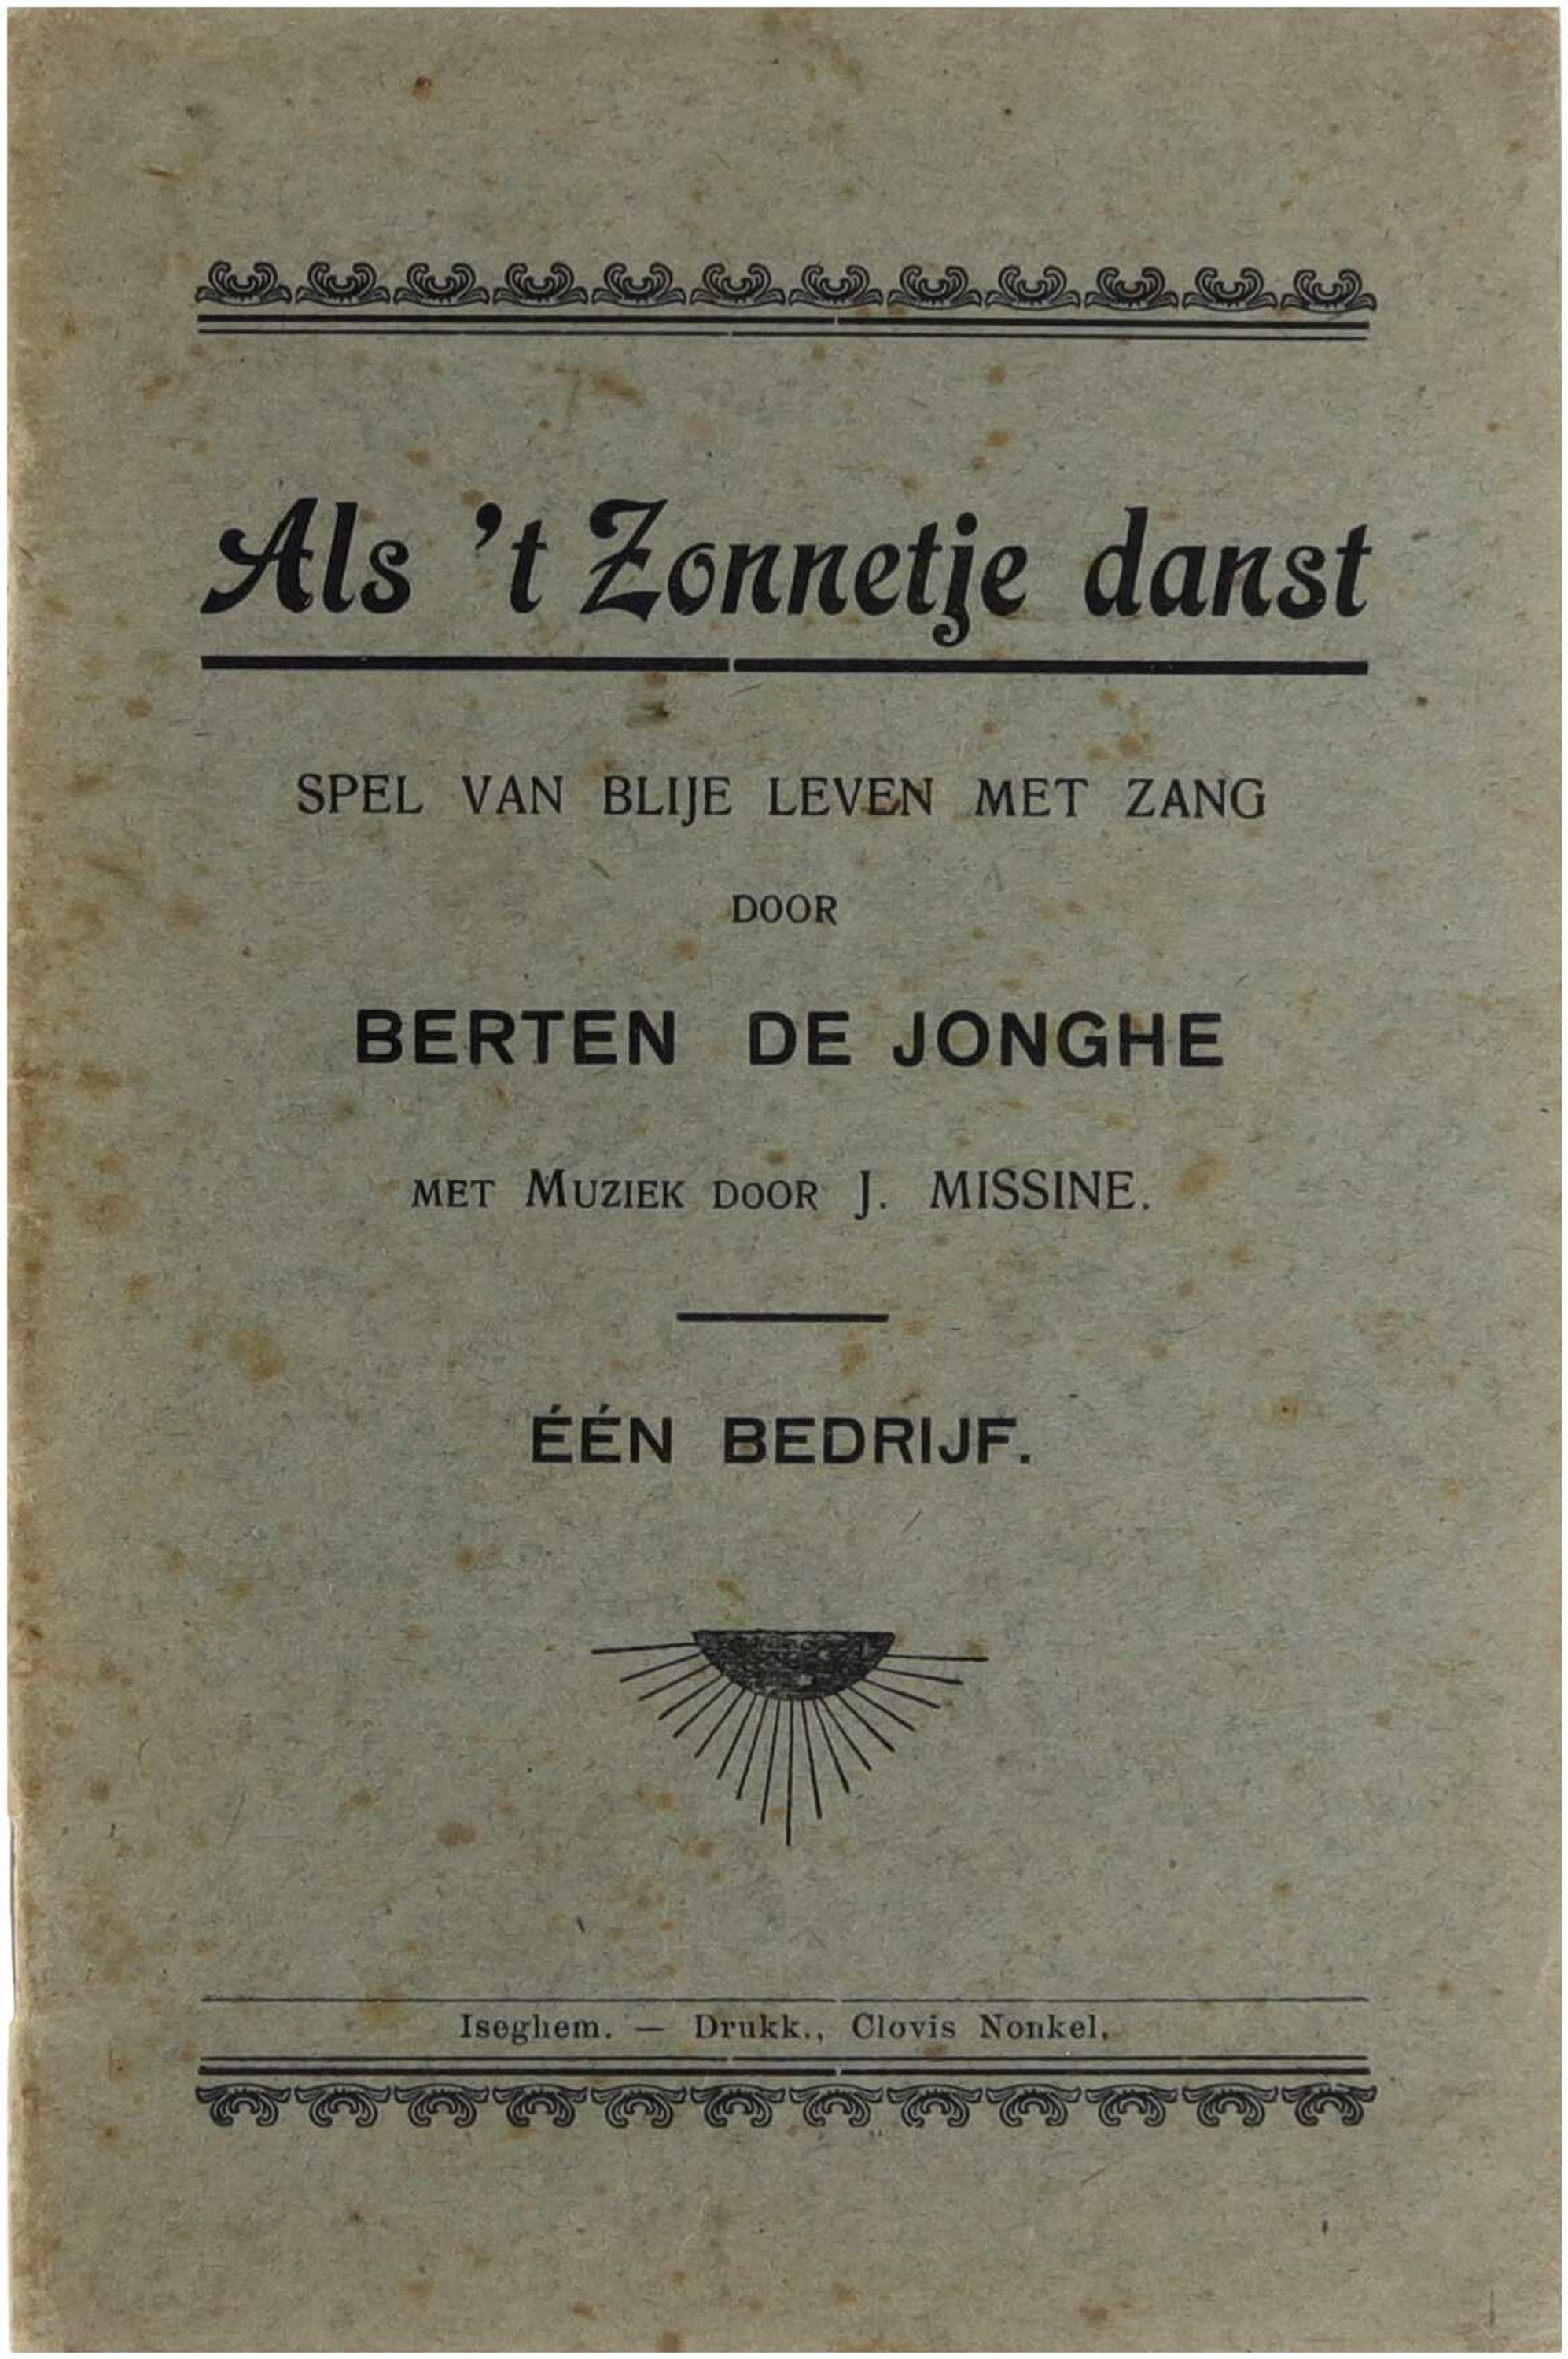 Als 't Zonnetje danst
SPEL VAN BLIJE LEVEN MET ZANG
DOOR
BERTEN DE JONGHE
MET MUZIEK DOOR J. MISSINE.
ÉÉN BEDRIJF.
Iseghem. — Drukk., Clovis Nonkel.